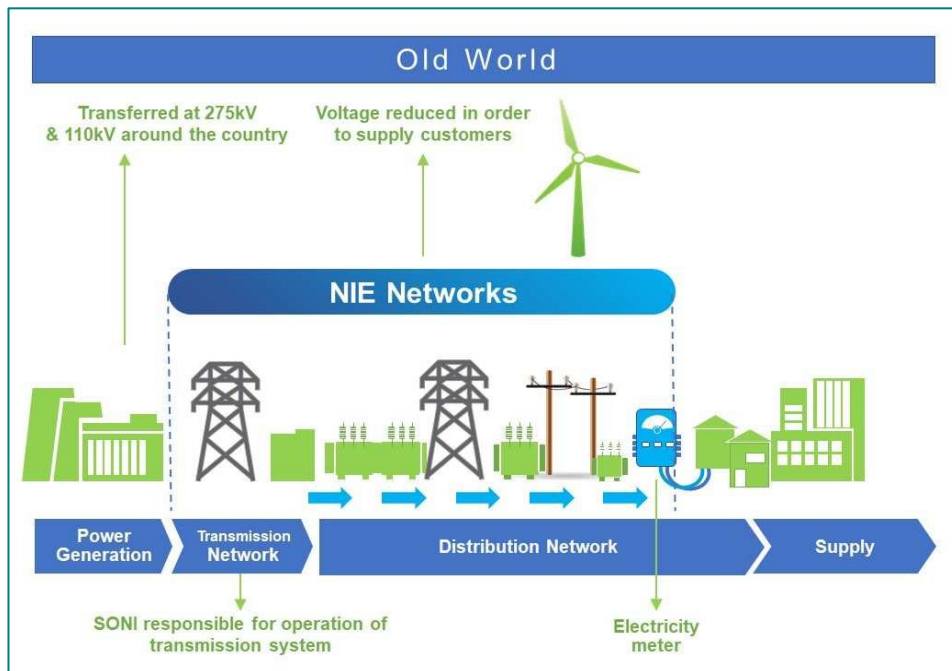 Old World
Transferred at 275kV
& 110kV around the country
Voltage reduced in order
to supply customers
NIE Networks
Power
Generation
Transmission
Network
Distribution Network
Supply
SONI responsible for operation of
transmission system
Electricity
meter